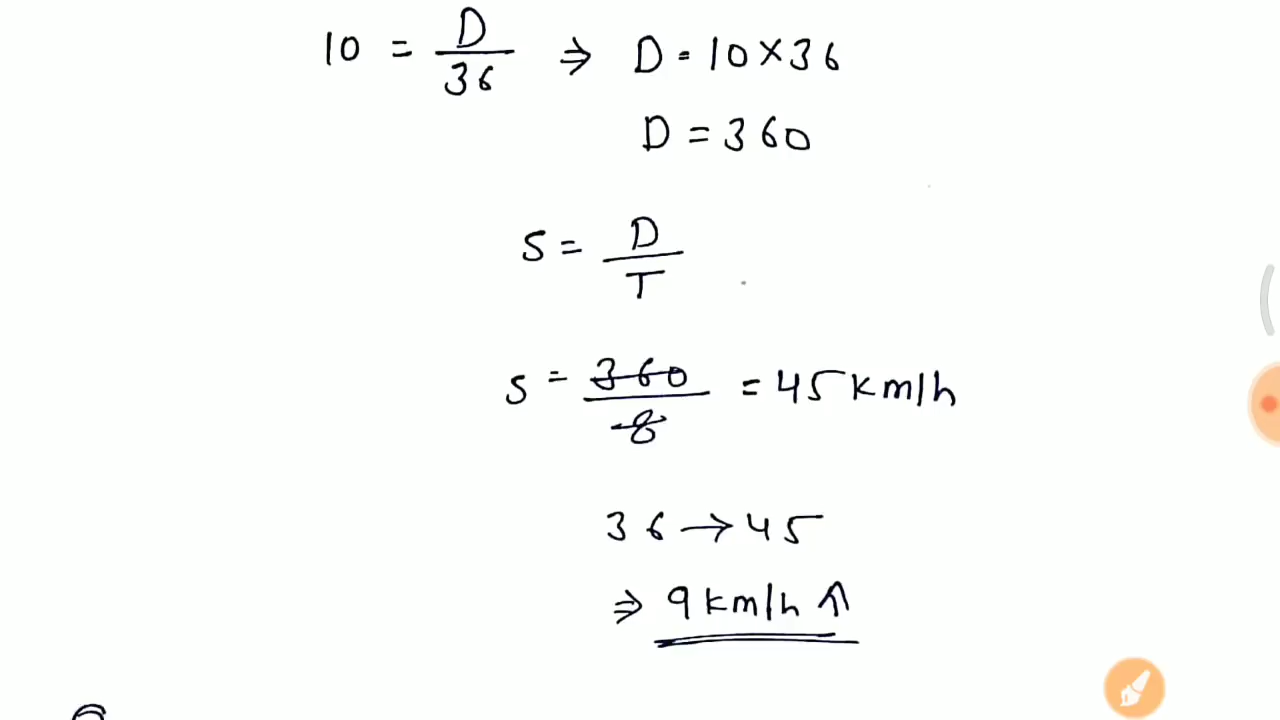 10 = D/36 ⇒ D = 10×36
D = 360
S = D/T
S = 360/8 = 45 km/h
36 → 45
⇒ 9 km/h ↑